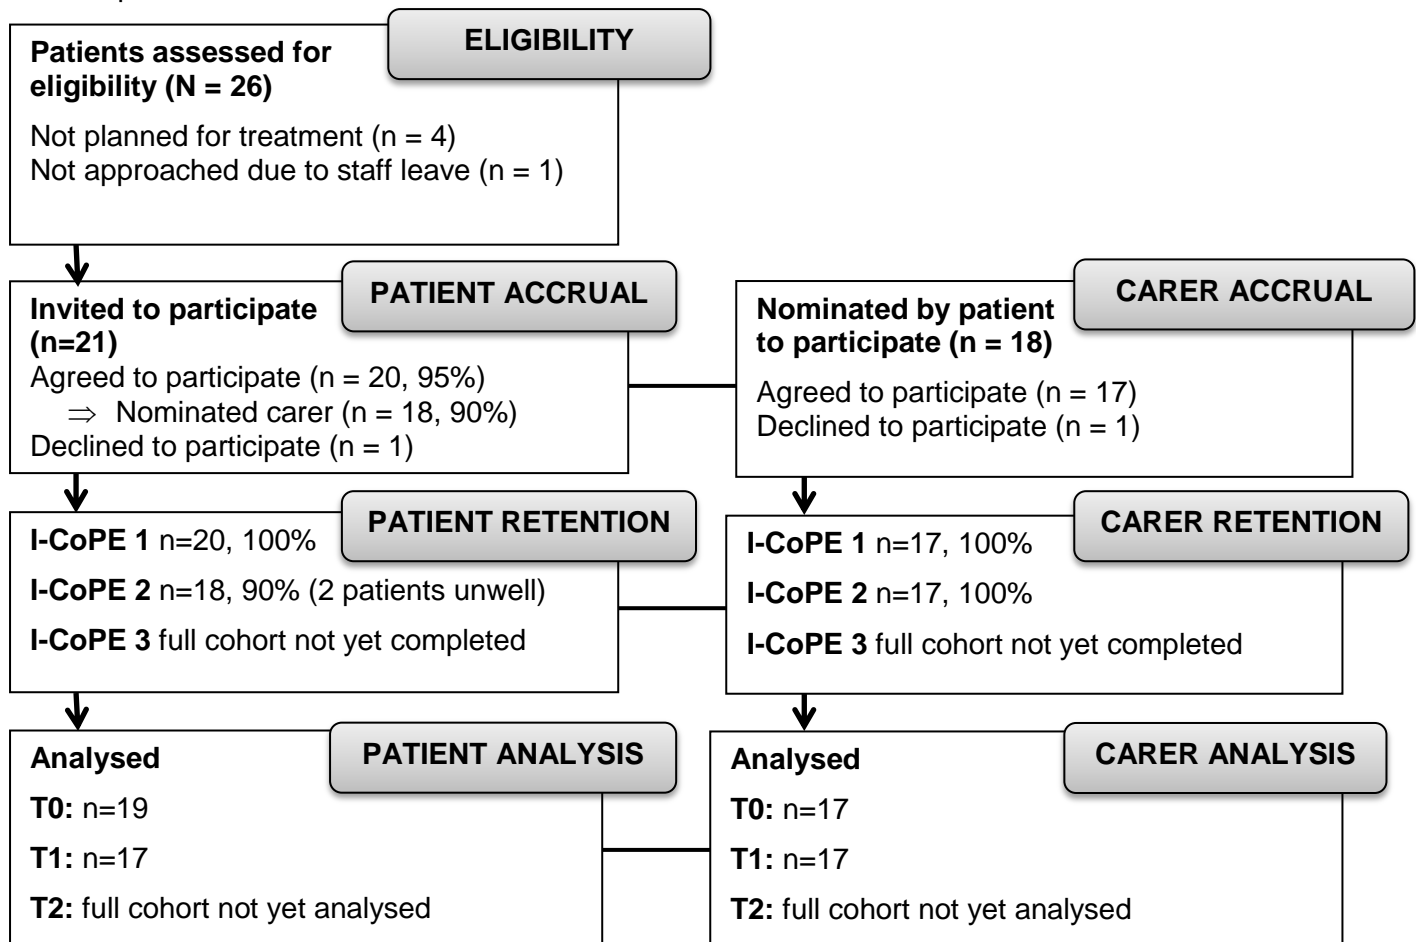 ELIGIBILITY
Patients assessed for
eligibility (N = 26)
Not planned for treatment (n = 4)
Not approached due to staff leave (n = 1)
PATIENT ACCRUAL
Invited to participate
(n=21)
Agreed to participate (n = 20, 95%)
⇒ Nominated carer (n = 18, 90%)
Declined to participate (n = 1)
CARER ACCRUAL
Nominated by patient
to participate (n = 18)
Agreed to participate (n = 17)
Declined to participate (n = 1)
PATIENT RETENTION
I-CoPE 1 n=20, 100%
I-CoPE 2 n=18, 90% (2 patients unwell)
I-CoPE 3 full cohort not yet completed
CARER RETENTION
I-CoPE 1 n=17, 100%
I-CoPE 2 n=17, 100%
I-CoPE 3 full cohort not yet completed
PATIENT ANALYSIS
Analysed
T0: n=19
T1: n=17
T2: full cohort not yet analysed
CARER ANALYSIS
Analysed
T0: n=17
T1: n=17
T2: full cohort not yet analysed